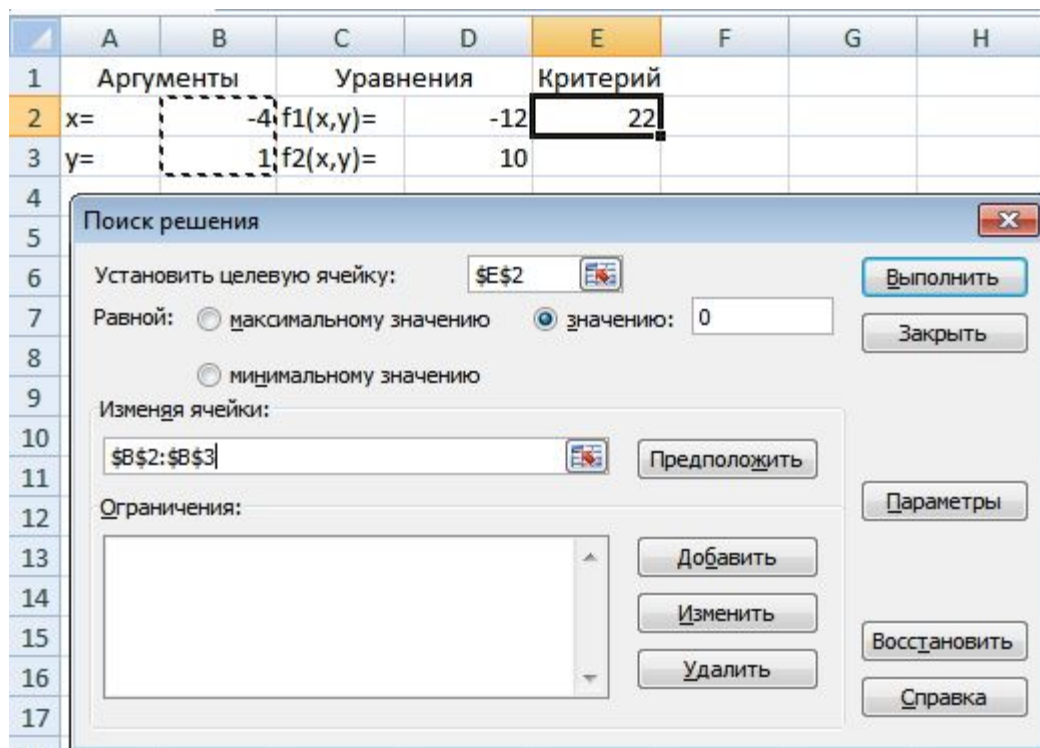 A B C D E F G H
1 Аргументы Уравнения Критерий
2 x= -4 f1(x,y)= -12 22
3 y= 1 f2(x,y)= 10
4
5 Поиск решения
6 Установить целевую ячейку: $E$2 Выполнить
7 Равной: максимальному значению значению: 0 Закрыть
8 минимальному значению
9 Изменяя ячейки:
10 $B$2:$B$3 Предположить
11
12 Ограничения: Параметры
13 Добавить
14 Изменить
15 Восстановить
16 Удалить
17 Справка